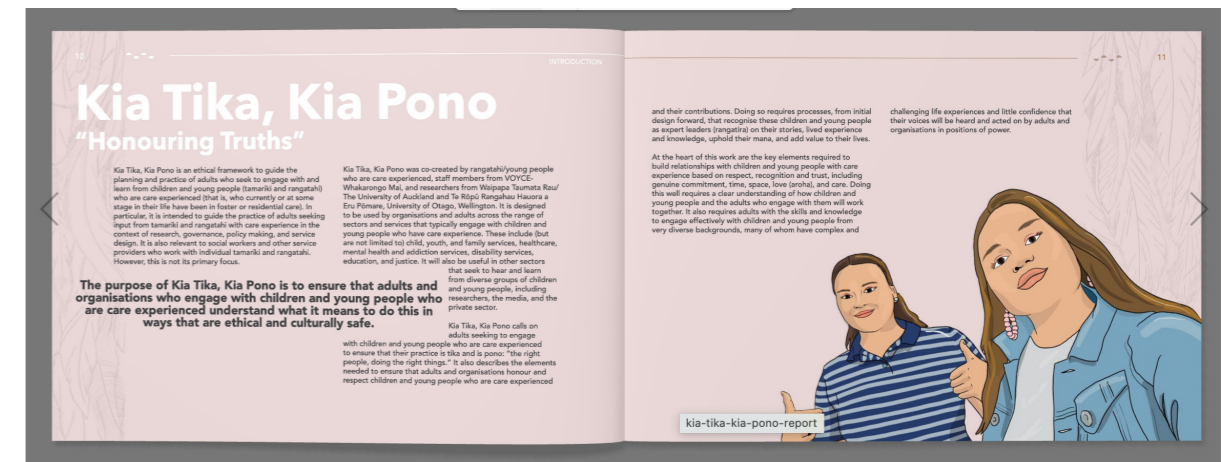 10
INTRODUCTION
Kia Tika, Kia Pono
“Honouring Truths”
Kia Tika, Kia Pono is an ethical framework to guide the
planning and practice of adults who seek to engage with and
learn from children and young people (tamariki and rangatahi)
who are care experienced (that is, who currently or at some
stage in their life have been in foster or residential care). In
particular, it is intended to guide the practice of adults seeking
input from tamariki and rangatahi with care experience in the
context of research, governance, policy making, and service
design. It is also relevant to social workers and other service
providers who work with individual tamariki and rangatahi.
However, this is not its primary focus.
The purpose of Kia Tika, Kia Pono is to ensure that adults and
organisations who engage with children and young people who
are care experienced understand what it means to do this in
ways that are ethical and culturally safe.
Kia Tika, Kia Pono was co-created by rangatahi/young people
who are care experienced, staff members from VOYCE-
Whakarongo Mai, and researchers from Waipapa Taumata Rau/
The University of Auckland and Te Rōpū Rangahau Hauora a
Eru Pōmare, University of Otago, Wellington. It is designed
to be used by organisations and adults across the range of
sectors and services that typically engage with children and
young people who have care experience. These include (but
are not limited to) child, youth, and family services, healthcare,
mental health and addiction services, disability services,
education, and justice. It will also be useful in other sectors
that seek to hear and learn
from diverse groups of children
and young people, including
researchers, the media, and the
private sector.
Kia Tika, Kia Pono calls on
adults seeking to engage
with children and young people who are care experienced
to ensure that their practice is tika and is pono: “the right
people, doing the right things.” It also describes the elements
needed to ensure that adults and organisations honour and
respect children and young people who are care experienced
11
and their contributions. Doing so requires processes, from initial
design forward, that recognise these children and young people
as expert leaders (rangatira) on their stories, lived experience
and knowledge, uphold their mana, and add value to their lives.
At the heart of this work are the key elements required to
build relationships with children and young people with care
experience based on respect, recognition and trust, including
genuine commitment, time, space, love (aroha), and care. Doing
this well requires a clear understanding of how children and
young people and the adults who engage with them will work
together. It also requires adults with the skills and knowledge
to engage effectively with children and young people from
very diverse backgrounds, many of whom have complex and
challenging life experiences and little confidence that
their voices will be heard and acted on by adults and
organisations in positions of power.
kia-tika-kia-pono-report